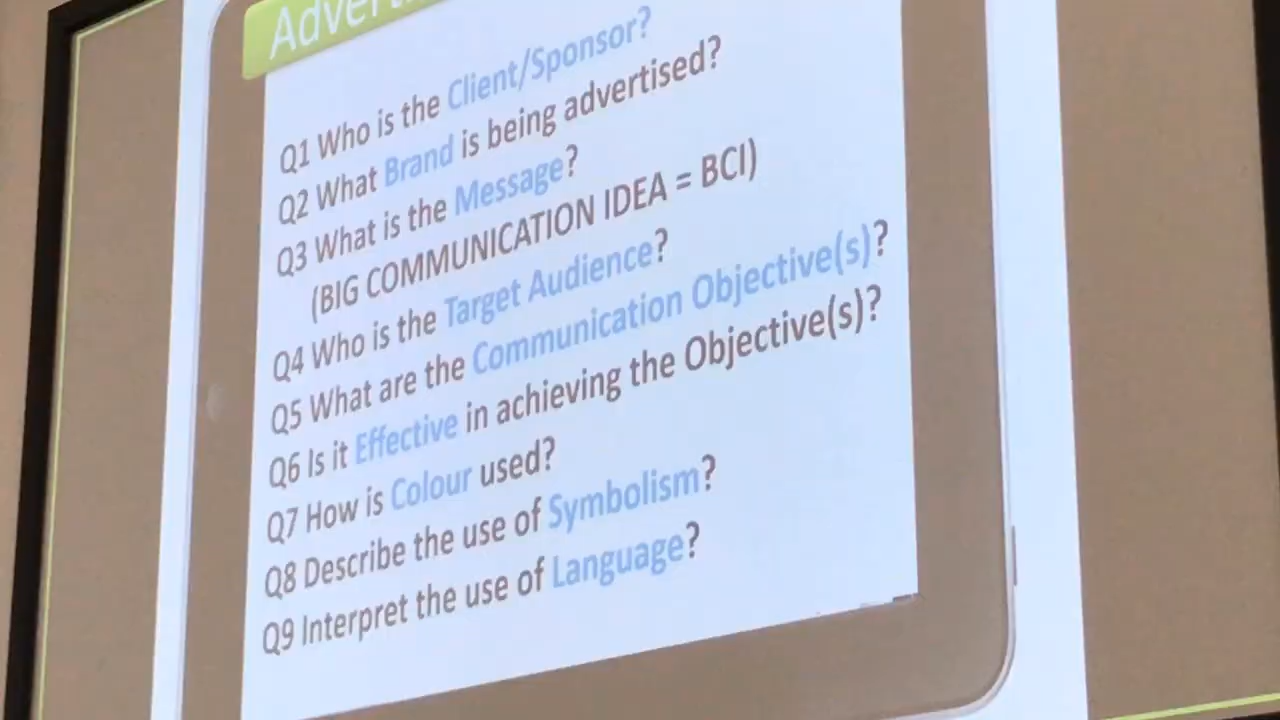 Q1 Who is the Client/Sponsor?
Q2 What Brand is being advertised?
Q3 What is the Message?
(BIG COMMUNICATION IDEA = BCI)
Q4 Who is the Target Audience?
Q5 What are the Communication Objective(s)?
Q6 Is it Effective in achieving the Objective(s)?
Q7 How is Colour used?
Q8 Describe the use of Symbolism?
Q9 Interpret the use of Language?